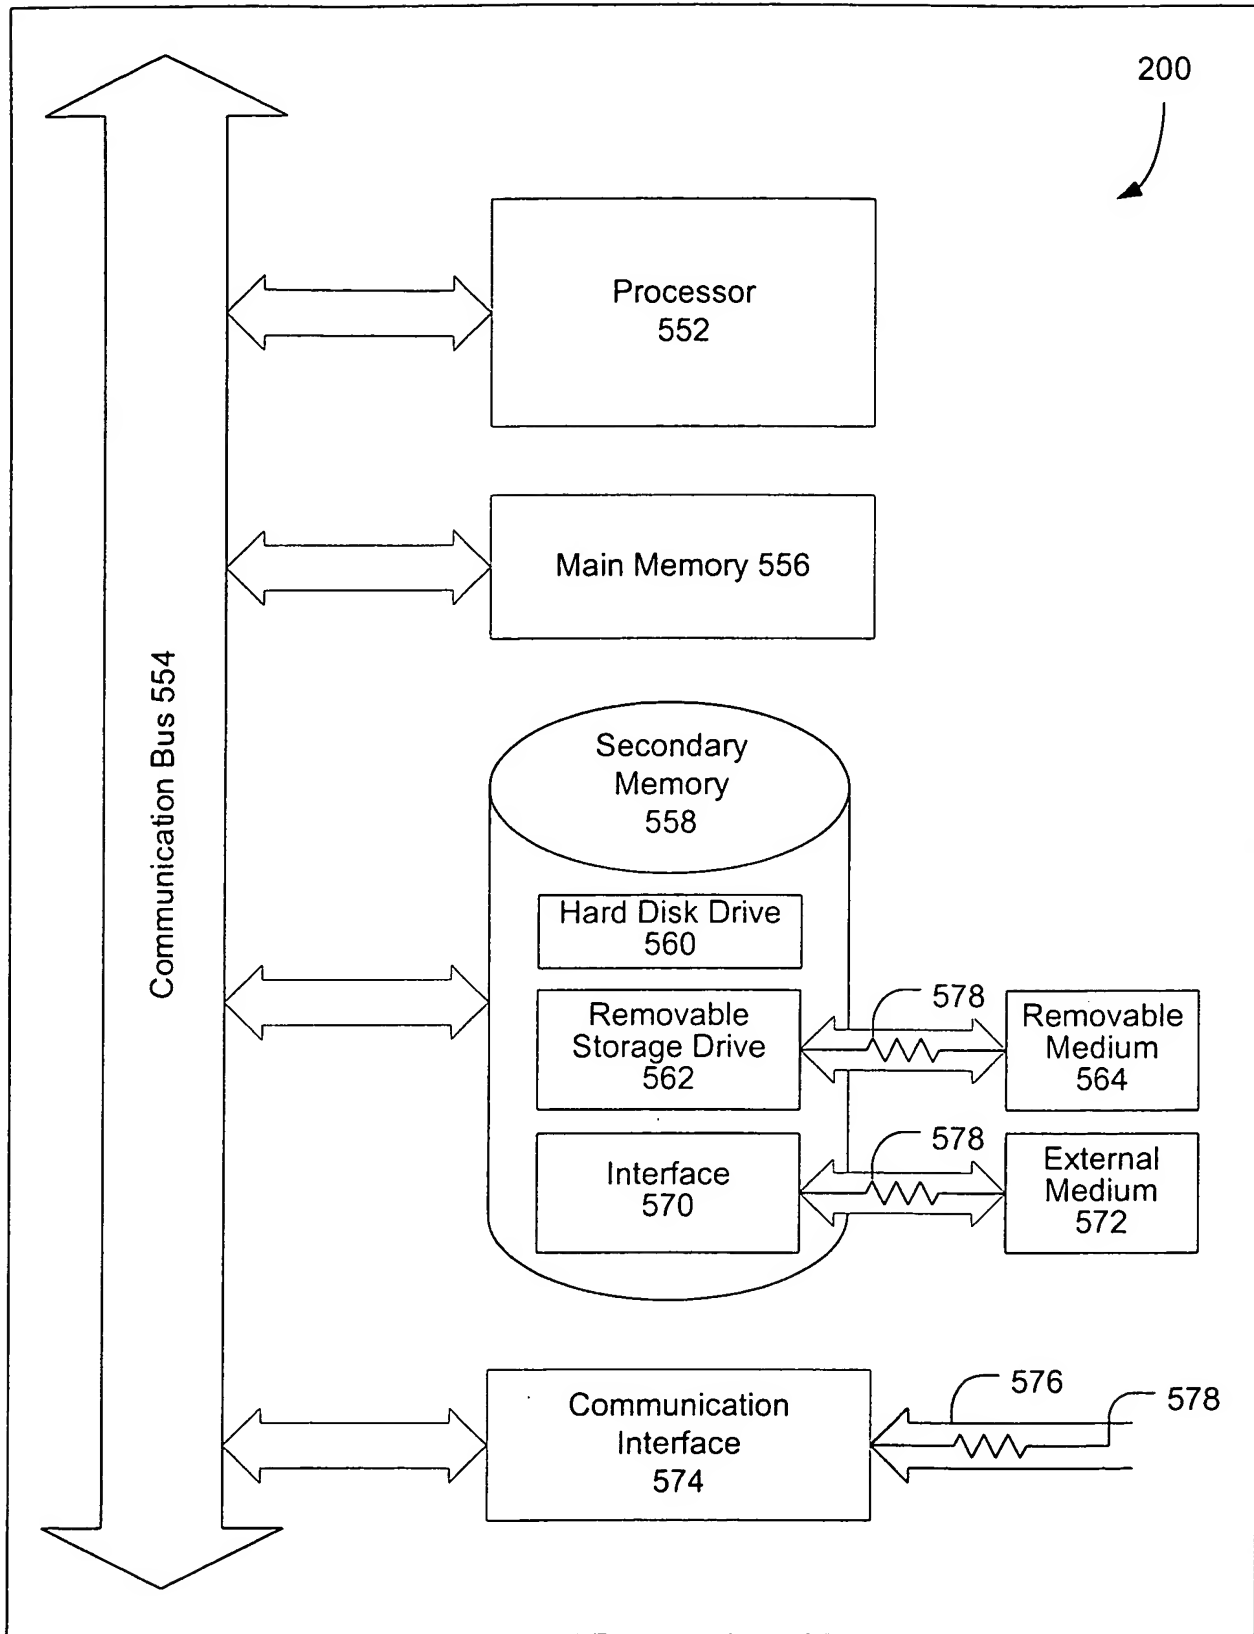 200
Processor
552
Main Memory 556
Communication Bus 554
Secondary
Memory
558
Hard Disk Drive
560
Removable
Storage Drive
562
578
Removable
Medium
564
Interface
570
578
External
Medium
572
Communication
Interface
574
576
578